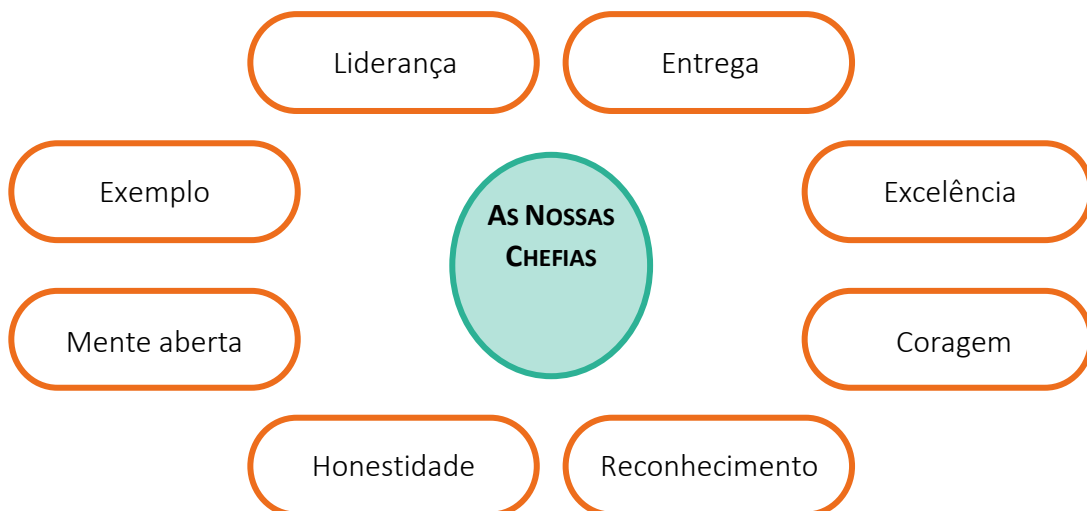 Liderança
Entrega
Exemplo
Excelência
AS NOSSAS
CHEFIAS
Mente aberta
Coragem
Honestidade
Reconhecimento